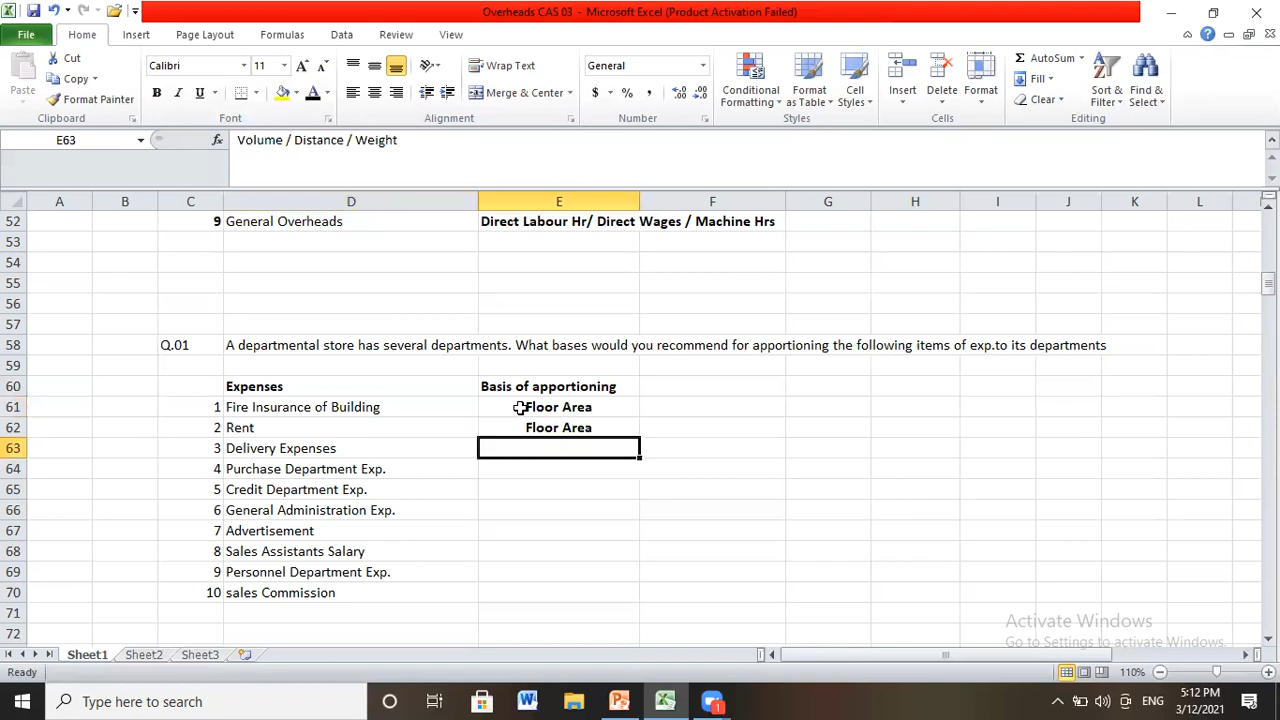 Overheads CAS 03 - Microsoft Excel (Product Activation Failed)
File Home Insert Page Layout Formulas Data Review View
Paste
Cut
Copy
Format Painter
Clipboard
Calibri 11
B I U
Font
Wrap Text
Merge & Center
Alignment
General
$ % ,
Number
Conditional Formatting
Format as Table
Cell Styles
Styles
Insert
Delete
Format
Cells
Σ AutoSum
Fill
Clear
Sort & Filter
Find & Select
Editing
E63 fx Volume / Distance / Weight
A B C D E F G H I J K L
52 9 General Overheads Direct Labour Hr/ Direct Wages / Machine Hrs
53
54
55
56
57
58 Q.01 A departmental store has several departments. What bases would you recommend for apportioning the following items of exp.to its departments
59
60 Expenses Basis of apportioning
61 1 Fire Insurance of Building Floor Area
62 2 Rent Floor Area
63 3 Delivery Expenses
64 4 Purchase Department Exp.
65 5 Credit Department Exp.
66 6 General Administration Exp.
67 7 Advertisement
68 8 Sales Assistants Salary
69 9 Personnel Department Exp.
70 10 sales Commission
71
72
Activate Windows
Go to Settings to activate Windows.
Sheet1 Sheet2 Sheet3
Ready 110%
Type here to search
1
ENG
5:12 PM
3/12/2021